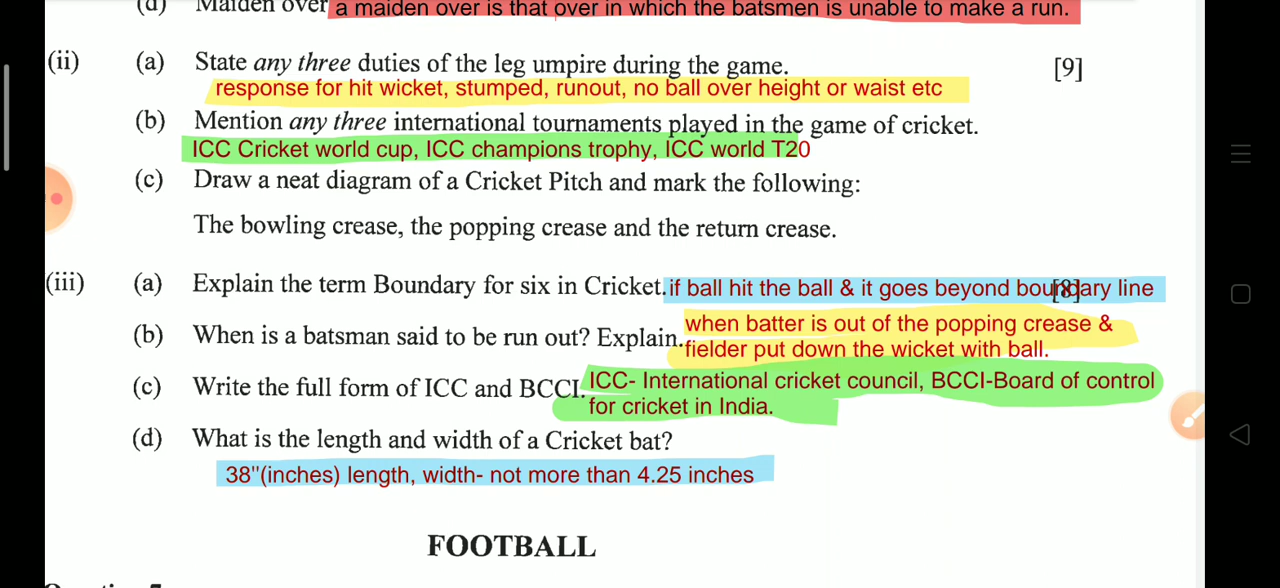 (d) Maiden over a maiden over is that over in which the batsmen is unable to make a run.
(ii) (a) State any three duties of the leg umpire during the game. [9]
response for hit wicket, stumped, runout, no ball over height or waist etc
(b) Mention any three international tournaments played in the game of cricket.
ICC Cricket world cup, ICC champions trophy, ICC world T20
(c) Draw a neat diagram of a Cricket Pitch and mark the following:
The bowling crease, the popping crease and the return crease.
(iii) (a) Explain the term Boundary for six in Cricket. if ball hit the ball & it goes beyond boundary line [8]
(b) When is a batsman said to be run out? Explain. when batter is out of the popping crease &
fielder put down the wicket with ball.
(c) Write the full form of ICC and BCCI. ICC- International cricket council, BCCI-Board of control
for cricket in India.
(d) What is the length and width of a Cricket bat?
38"(inches) length, width- not more than 4.25 inches
FOOTBALL